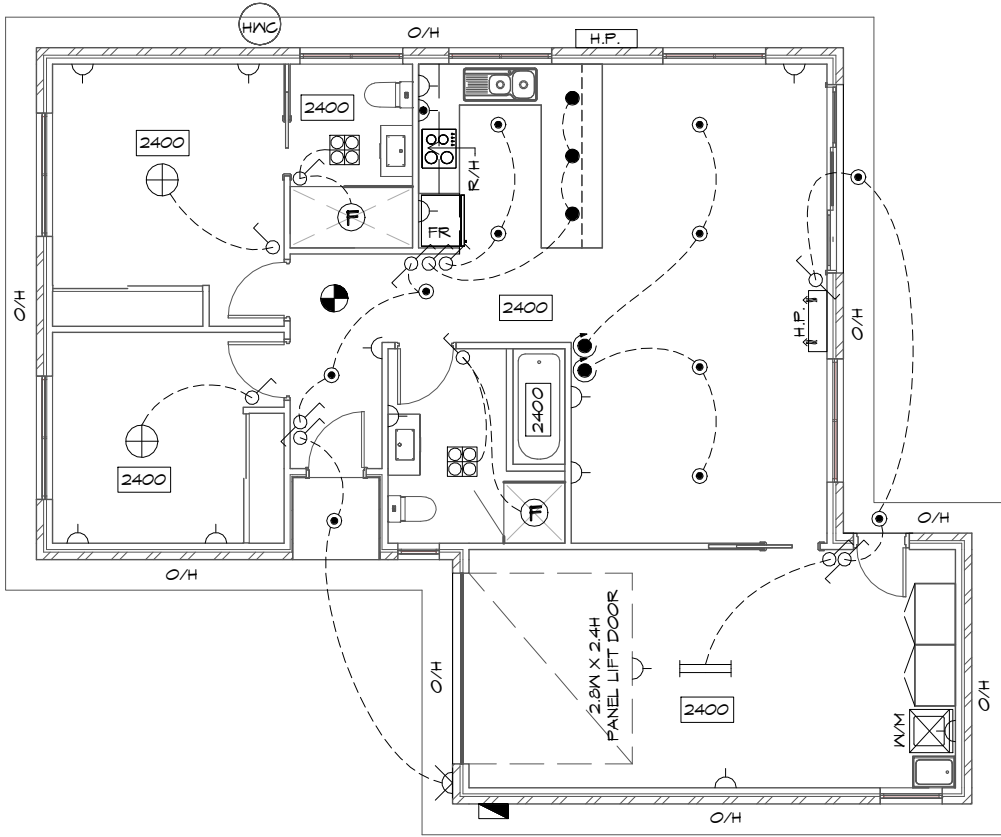 HWC
O/H
H.P.
2400
2400
R/H
F
FR
O/H
2400
H.P.
O/H
2400
2400
F
O/H
O/H
O/H
2.8W X 2.4H
PANEL LIFT DOOR
2400
W/M
O/H
O/H